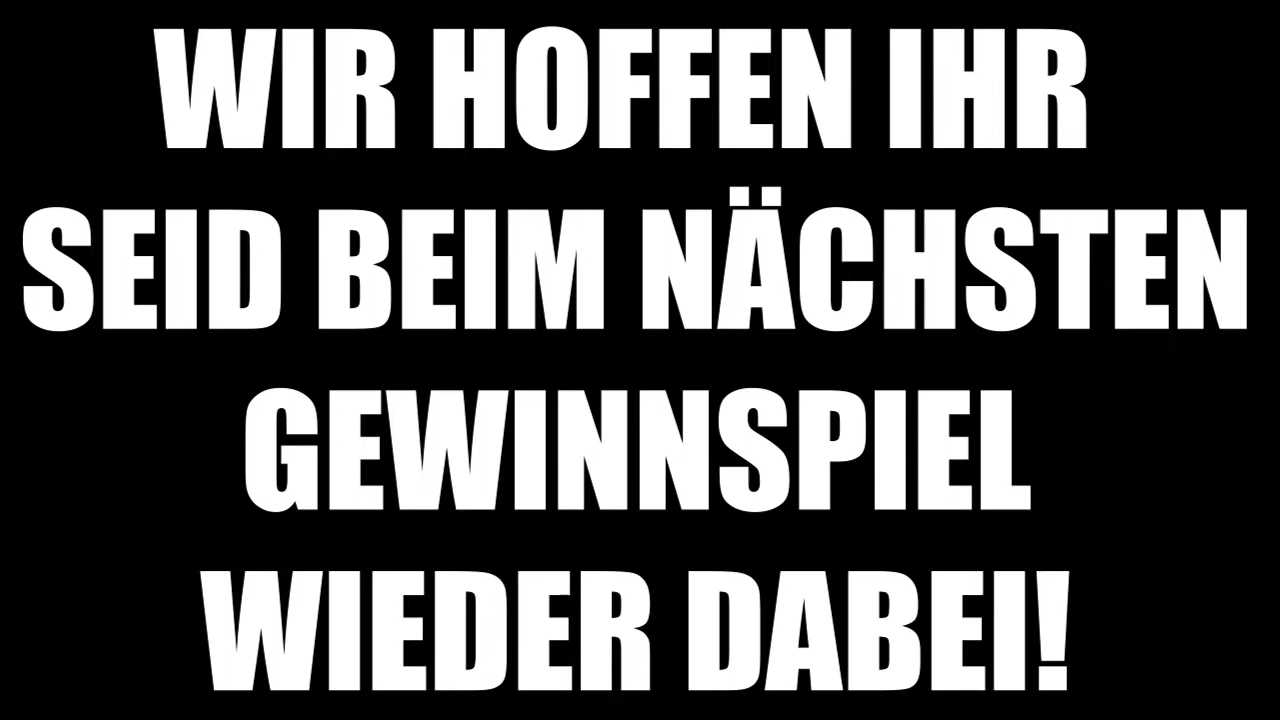 WIR HOFFEN IHR
SEID BEIM NÄCHSTEN
GEWINNSPIEL
WIEDER DABEI!